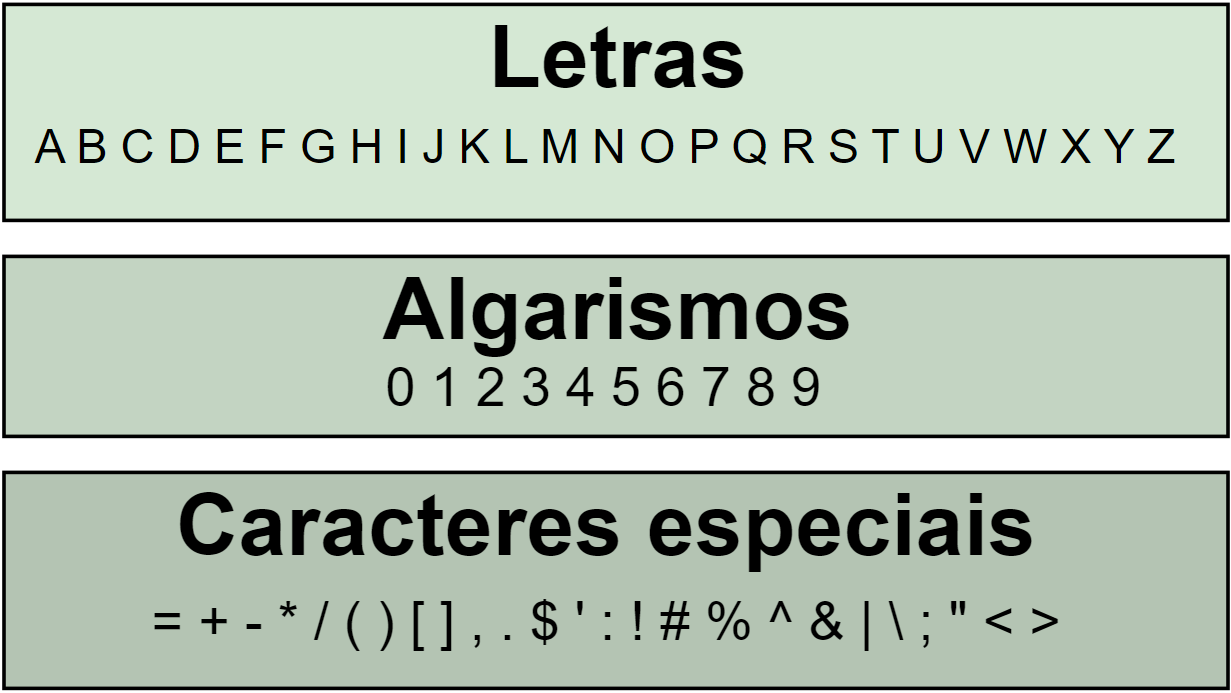 Letras
A B C D E F G H I J K L M N O P Q R S T U V W X Y Z
Algarismos
0 1 2 3 4 5 6 7 8 9
Caracteres especiais
= + - * / ( ) [ ] , . $ ' : ! # % ^ & | \ ; " < >